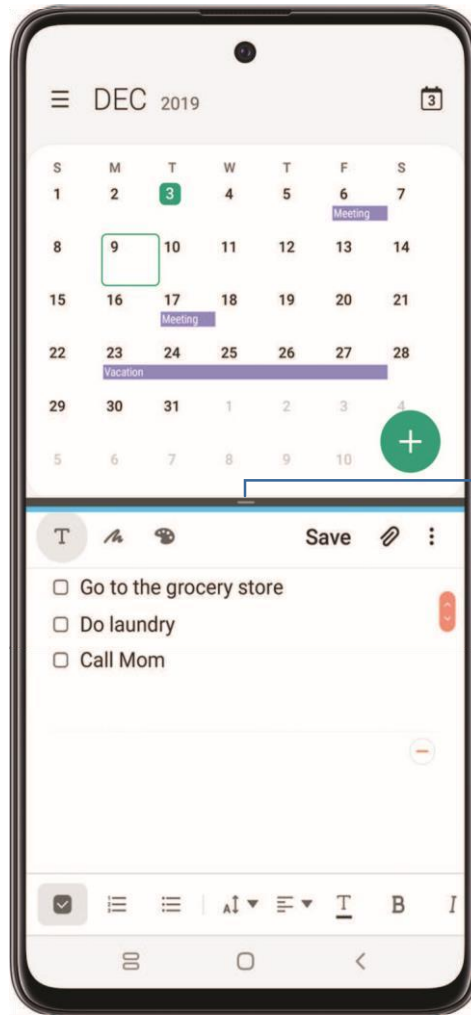 DEC 2019
3
S M T W T F S
1 2 3 4 5 6 7
Meeting
8 9 10 11 12 13 14
15 16 17 18 19 20 21
Meeting
22 23 24 25 26 27 28
Vacation
29 30 31 1 2 3 4
5 6 7 8 9 10
+
T Save
Go to the grocery store
Do laundry
Call Mom
A T B I